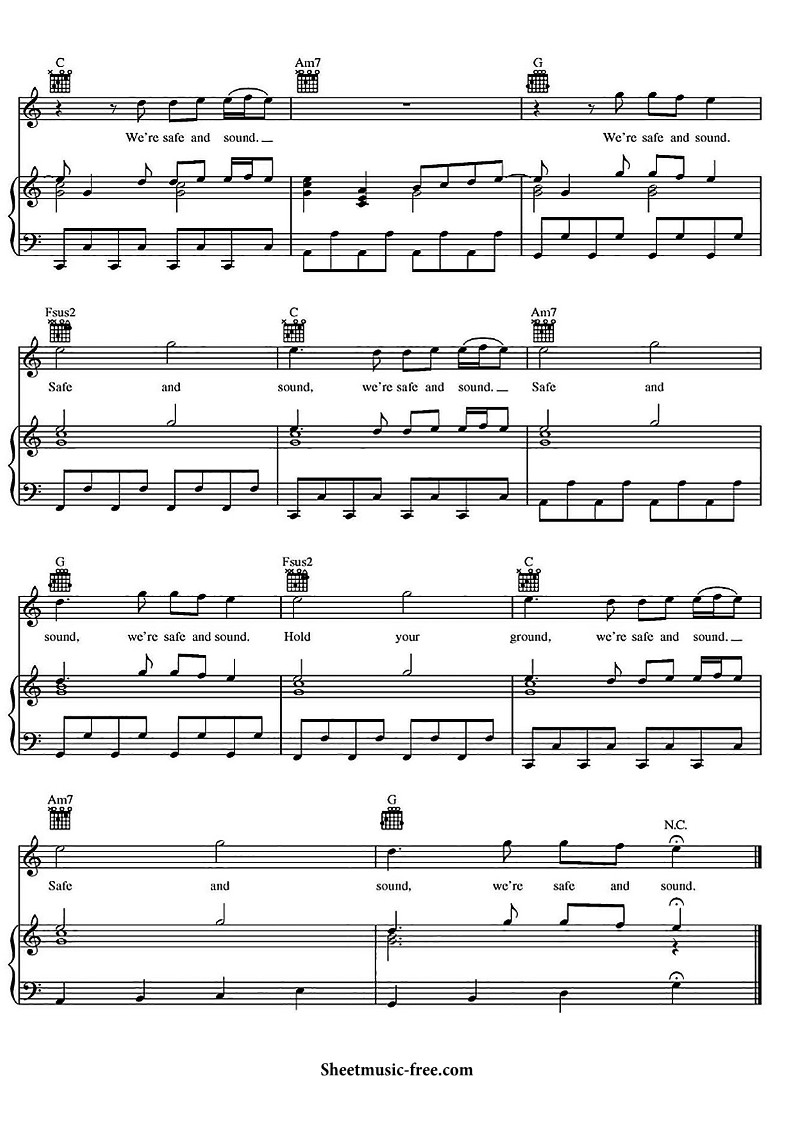 C Am7 G
We're safe and sound. We're safe and sound.
Fsus2 C Am7
Safe and sound, we're safe and sound. Safe and
G Fsus2 C
sound, we're safe and sound. Hold your ground, we're safe and sound.
Am7 G N.C.
Safe and sound, we're safe and sound.
Sheetmusic-free.com